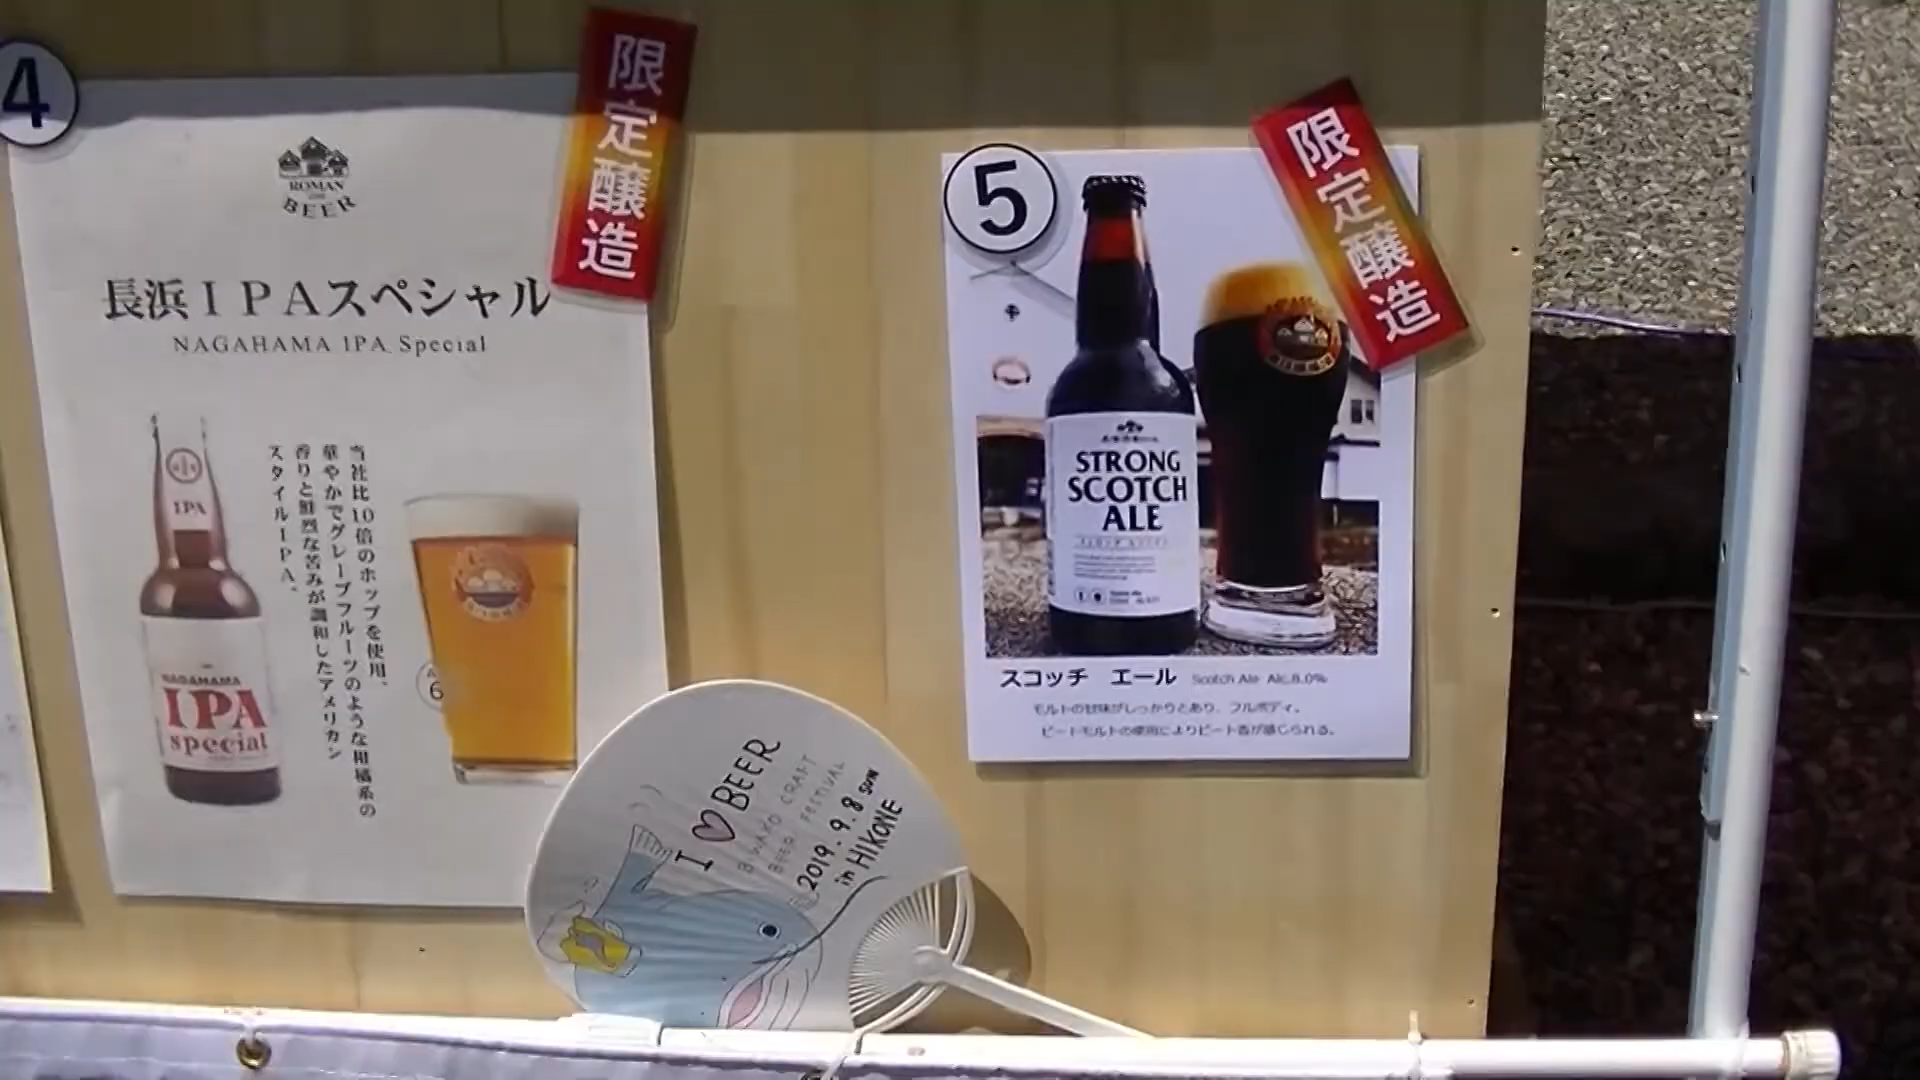 4
限定醸造
ROMAN
BEER
長浜IPAスペシャル
NAGAHAMA IPA Special
当社比10倍のホップを使用、
華やかでグレープフルーツのような柑橘系の
香りと鮮烈な苦みが調和したアメリカン
スタイルIPA。
IPA
NAGAHAMA
IPA
special
6
5
限定醸造
STRONG
SCOTCH
ALE
スコッチ エール Scotch Ale Alc.8.0%
モルトの甘味がしっかりとあり、フルボディ。
ピートモルトの使用によりピート香が感じられる。
I ♡ BEER
BIWAKO CRAFT
BEER FESTIVAL
2019.9.8 SUN
in HIKONE